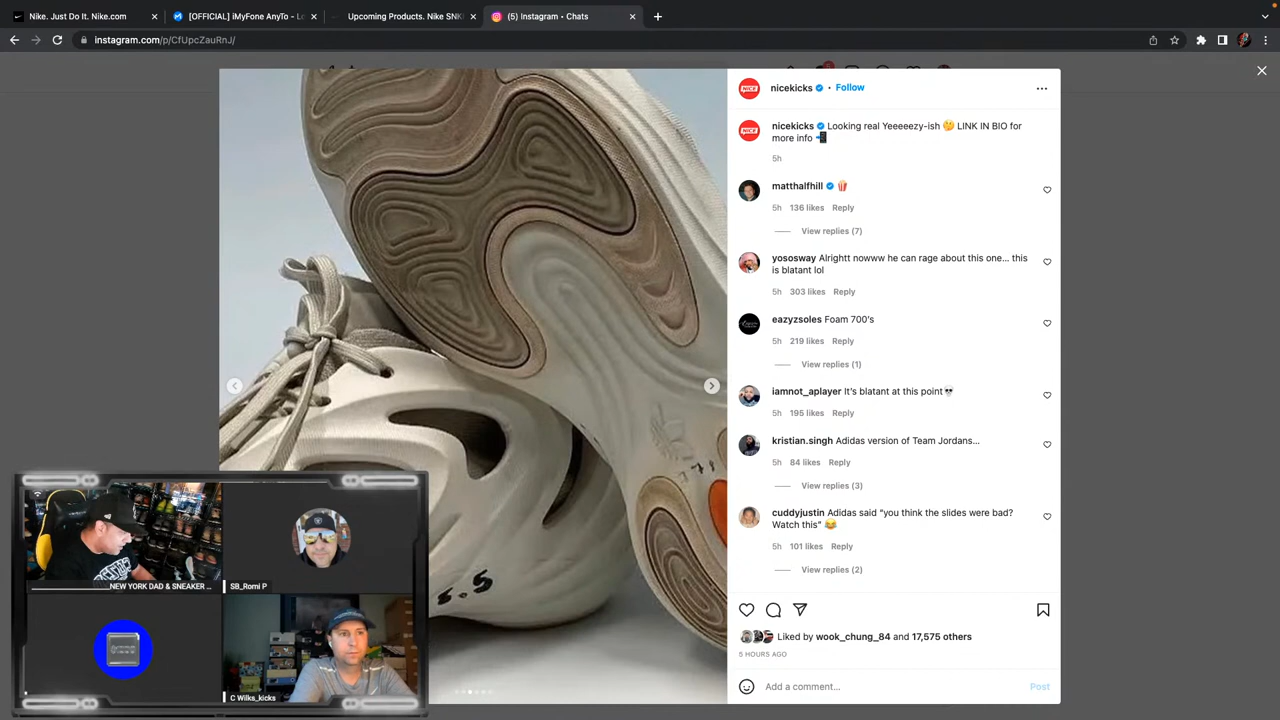 Nike. Just Do It. Nike.com
[OFFICIAL] iMyFone AnyTo - Lo
Upcoming Products. Nike SNK
(5) Instagram • Chats
instagram.com/p/CfUpcZauRnJ/
nicekicks • Follow
nicekicks Looking real Yeeeeezy-ish 🤔 LINK IN BIO for
more info 📲
5h
matthalfhill 🍿
5h 136 likes Reply
View replies (7)
yososway Alrightt nowww he can rage about this one... this
is blatant lol
5h 303 likes Reply
eazyzsoles Foam 700's
5h 219 likes Reply
View replies (1)
iamnot_aplayer It's blatant at this point💀
5h 195 likes Reply
kristian.singh Adidas version of Team Jordans...
5h 84 likes Reply
View replies (3)
cuddyjustin Adidas said "you think the slides were bad?
Watch this" 😂
5h 101 likes Reply
View replies (2)
Liked by wook_chung_84 and 17,575 others
5 HOURS AGO
Add a comment...
Post
NEW YORK DAD & SNEAKER ...
SB_Romi P
C Wilks_kicks